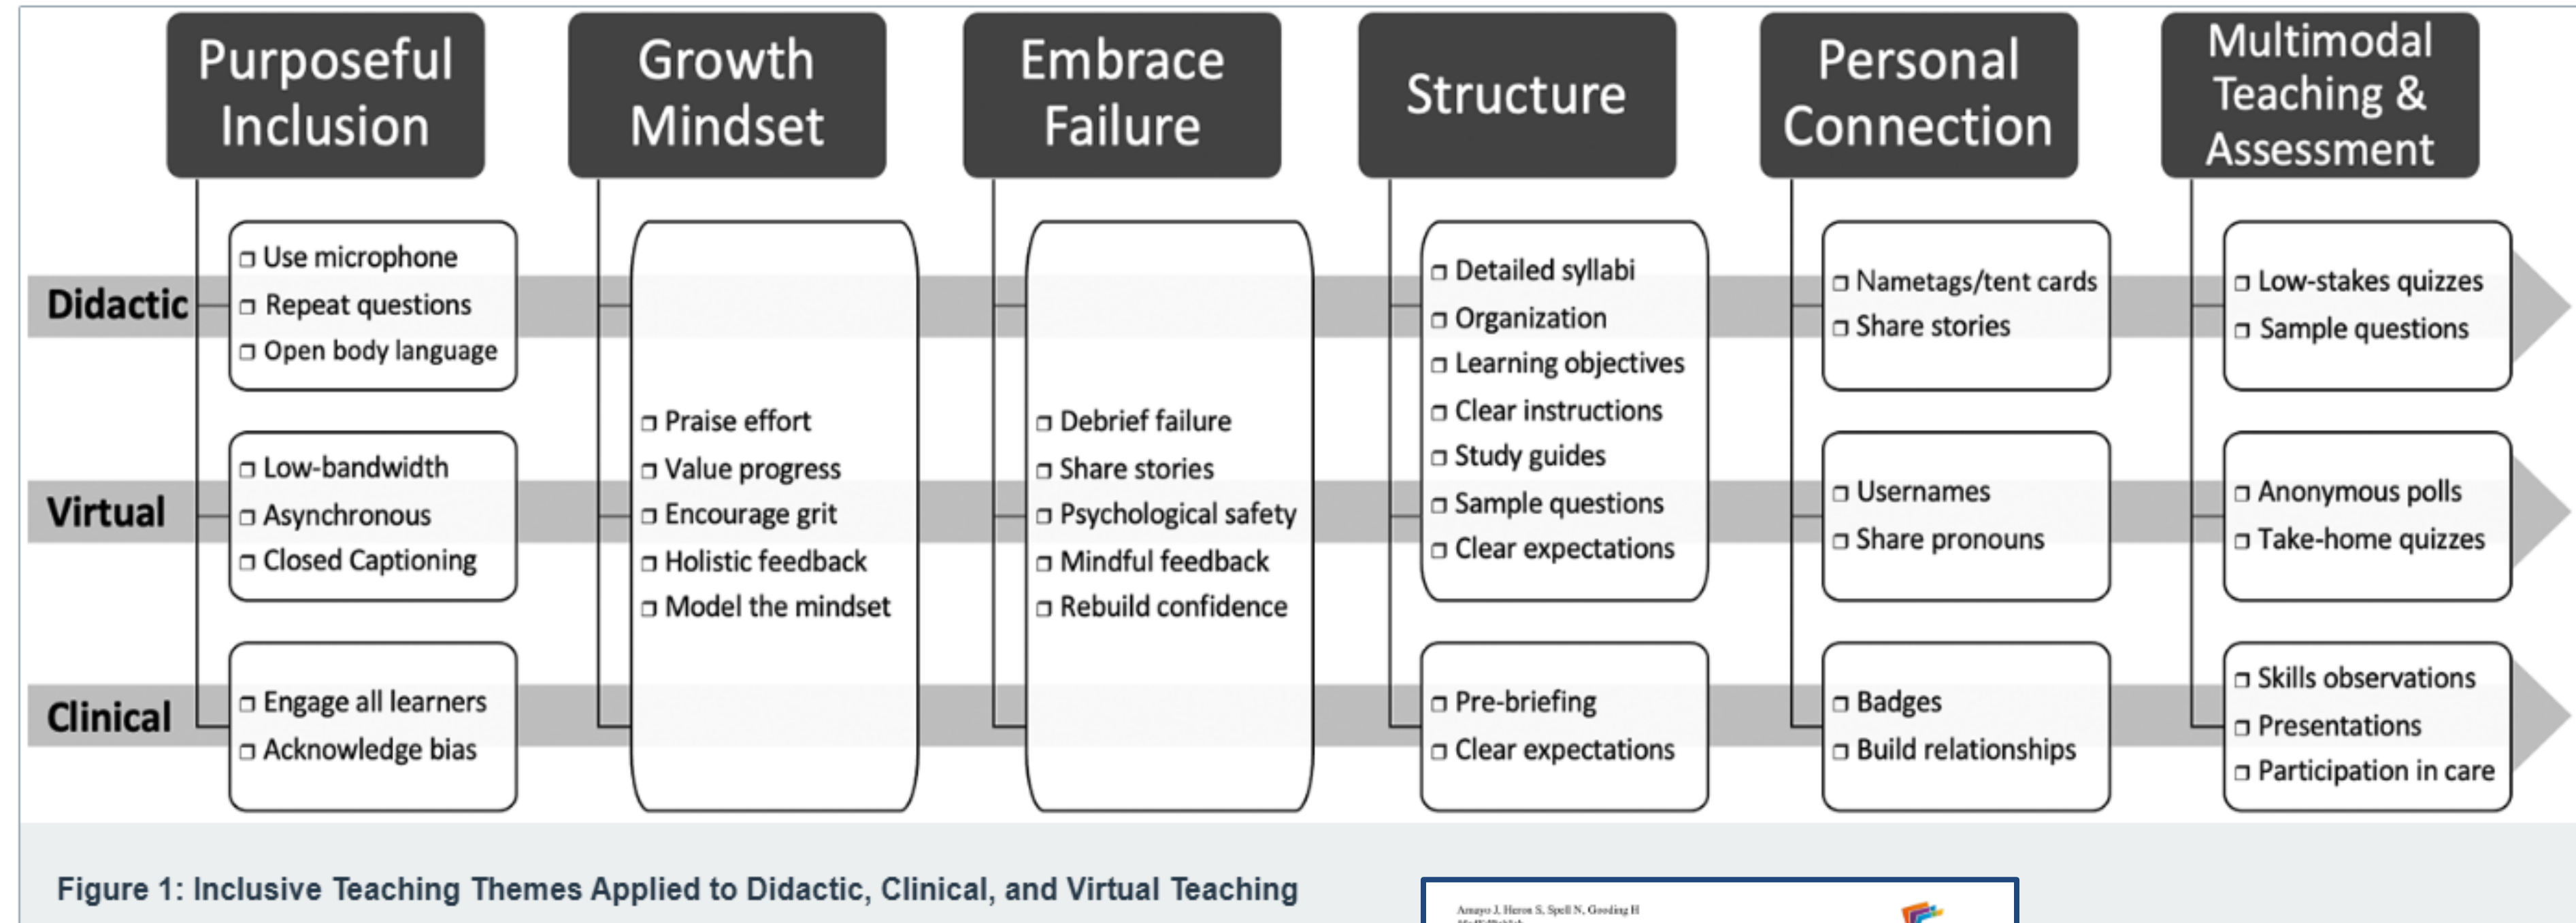 Purposeful
Inclusion
Growth
Mindset
Embrace
Failure
Structure
Personal
Connection
Multimodal
Teaching &
Assessment
Didactic
Use microphone
Repeat questions
Open body language
Virtual
Low-bandwidth
Asynchronous
Closed Captioning
Clinical
Engage all learners
Acknowledge bias
Praise effort
Value progress
Encourage grit
Holistic feedback
Model the mindset
Debrief failure
Share stories
Psychological safety
Mindful feedback
Rebuild confidence
Detailed syllabi
Organization
Learning objectives
Clear instructions
Study guides
Sample questions
Clear expectations
Pre-briefing
Clear expectations
Nametags/tent cards
Share stories
Usernames
Share pronouns
Badges
Build relationships
Low-stakes quizzes
Sample questions
Anonymous polls
Take-home quizzes
Skills observations
Presentations
Participation in care
Figure 1: Inclusive Teaching Themes Applied to Didactic, Clinical, and Virtual Teaching
Amayo J, Heron S, Spell N, Gooding H